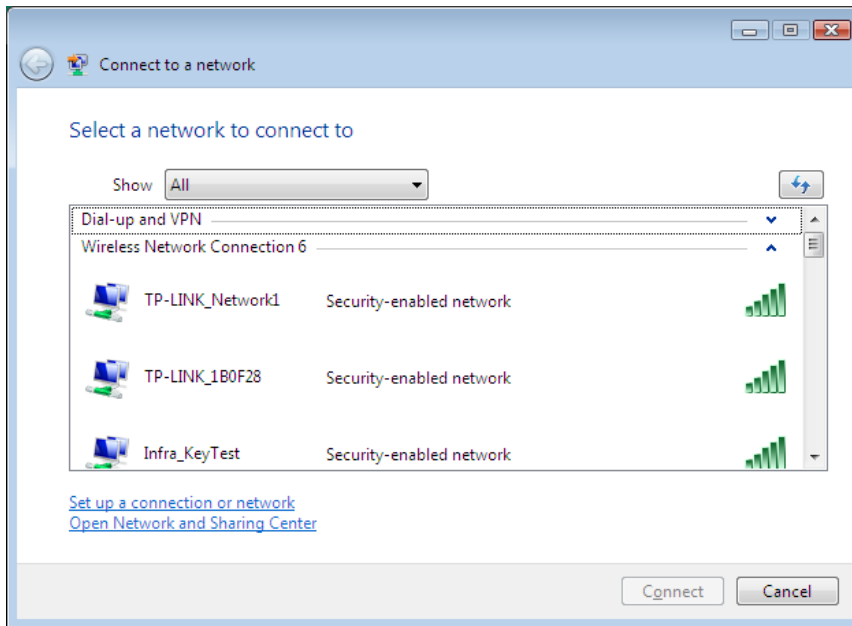 Connect to a network
Select a network to connect to
Show All
Dial-up and VPN
Wireless Network Connection 6
TP-LINK_Network1 Security-enabled network
TP-LINK_1B0F28 Security-enabled network
Infra_KeyTest Security-enabled network
Set up a connection or network
Open Network and Sharing Center
Connect Cancel